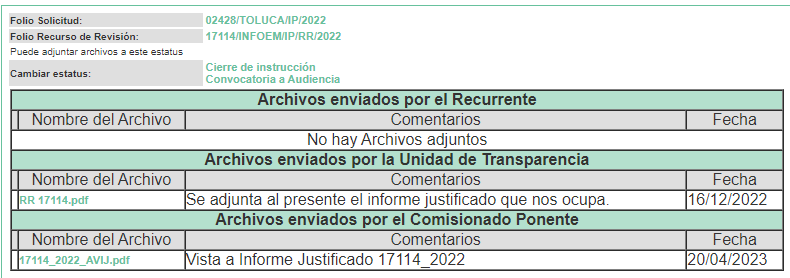 Folio Solicitud: 02428/TOLUCA/IP/2022
Folio Recurso de Revisión: 17114/INFOEM/IP/RR/2022
Puede adjuntar archivos a este estatus
Cambiar estatus: Cierre de instrucción
Convocatoria a Audiencia
Archivos enviados por el Recurrente
Nombre del Archivo Comentarios Fecha
No hay Archivos adjuntos
Archivos enviados por la Unidad de Transparencia
Nombre del Archivo Comentarios Fecha
RR 17114.pdf Se adjunta al presente el informe justificado que nos ocupa. 16/12/2022
Archivos enviados por el Comisionado Ponente
Nombre del Archivo Comentarios Fecha
17114_2022_AVIJ.pdf Vista a Informe Justificado 17114_2022 20/04/2023